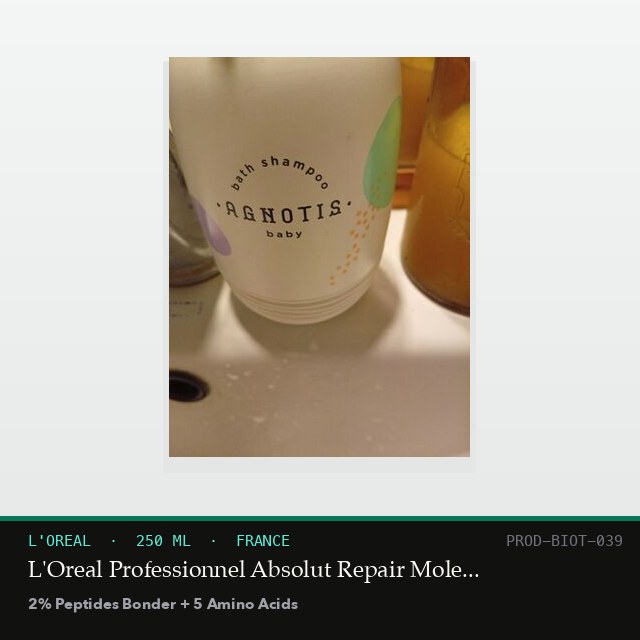 bath shampoo
·AGNOTIS·
baby
L'OREAL · 250 ML · FRANCE
PROD–BIOT–039
L'Oreal Professionnel Absolut Repair Mole...
2% Peptides Bonder + 5 Amino Acids